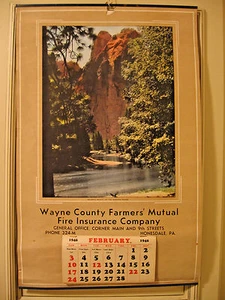 Wayne County Farmers' Mutual
Fire Insurance Company
GENERAL OFFICE, CORNER MAIN AND 9th STREETS
PHONE 224-M HONESDALE, PA.
1946 FEBRUARY 1946
1 2
3 4 5 6 7 8 9
10 11 12 13 14 15 16
17 18 19 20 21 22 23
24 25 26 27 28